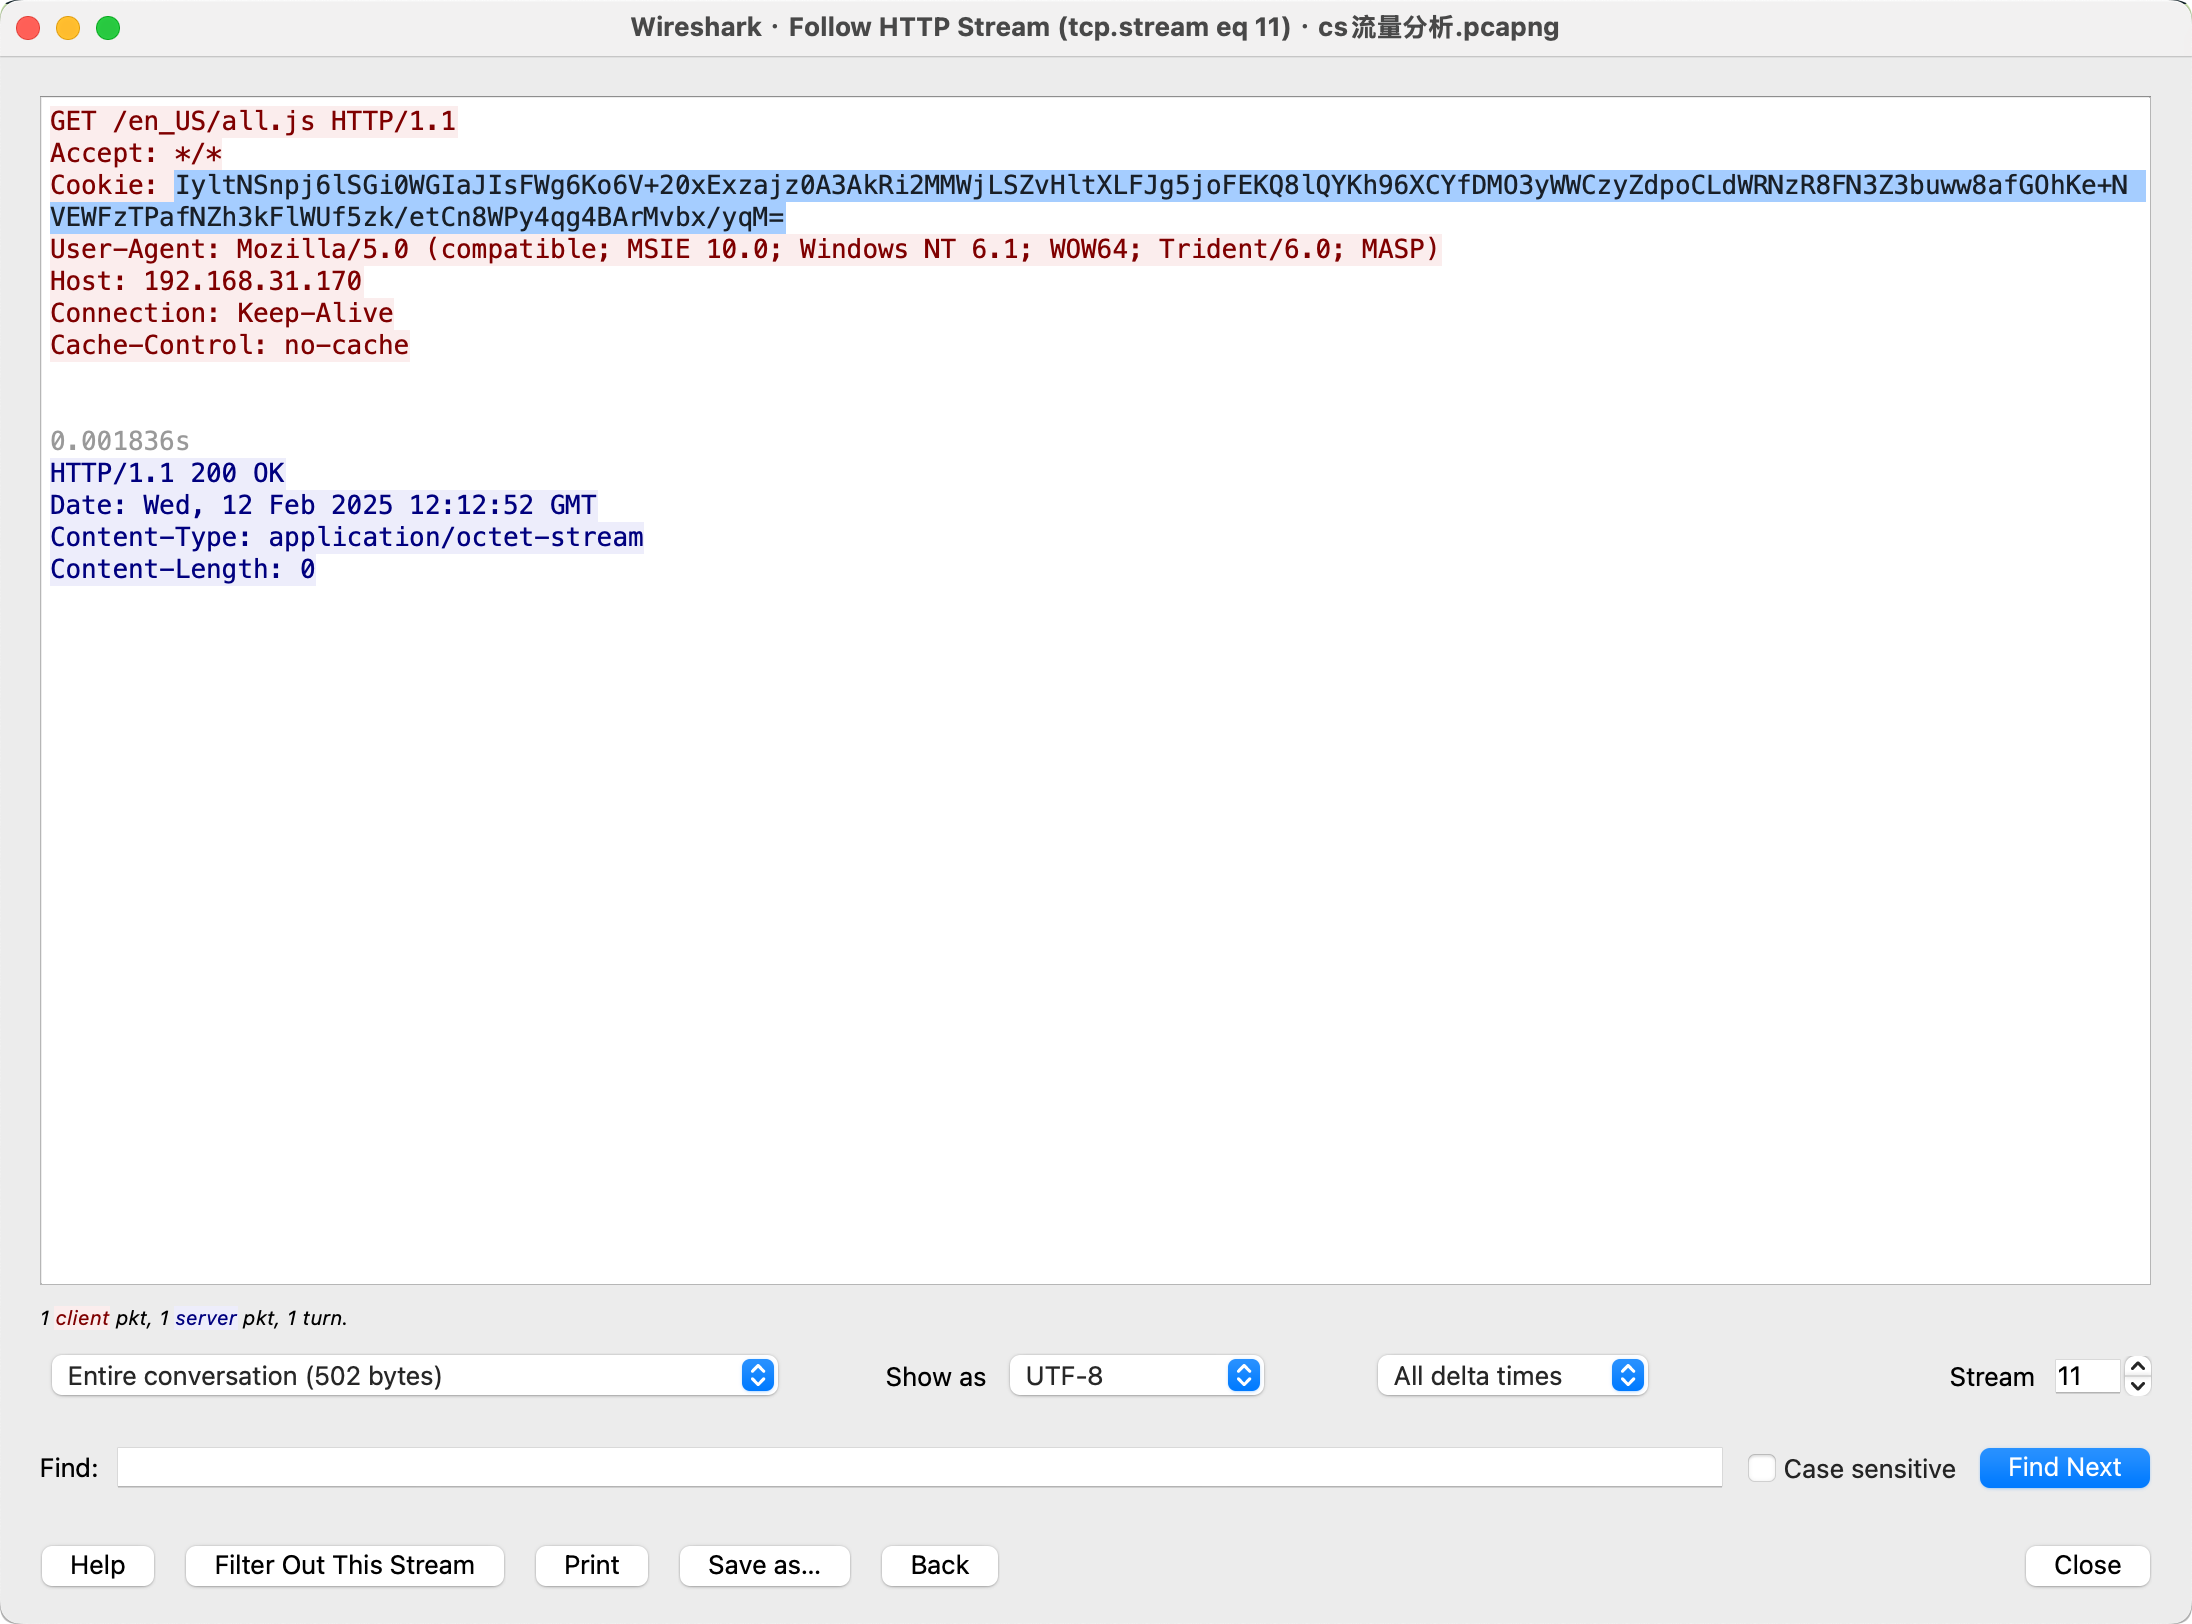 Wireshark · Follow HTTP Stream (tcp.stream eq 11) · cs流量分析.pcapng
GET /en_US/all.js HTTP/1.1
Accept: */*
Cookie: IyltNSnpj6lSGi0WGIaJIsFWg6Ko6V+20xExzajz0A3AkRi2MMWjLSZvHltXLFJg5joFEKQ8lQYKh96XCYfDMO3yWWCzyZdpoCLdWRNzR8FN3Z3buww8afGOhKe+N
VEWFzTPafNZh3kFlWUf5zk/etCn8WPy4qg4BArMvbx/yqM=
User-Agent: Mozilla/5.0 (compatible; MSIE 10.0; Windows NT 6.1; WOW64; Trident/6.0; MASP)
Host: 192.168.31.170
Connection: Keep-Alive
Cache-Control: no-cache
0.001836s
HTTP/1.1 200 OK
Date: Wed, 12 Feb 2025 12:12:52 GMT
Content-Type: application/octet-stream
Content-Length: 0
1 client pkt, 1 server pkt, 1 turn.
Entire conversation (502 bytes) Show as UTF-8 All delta times Stream 11
Find: Case sensitive Find Next
Help Filter Out This Stream Print Save as... Back Close